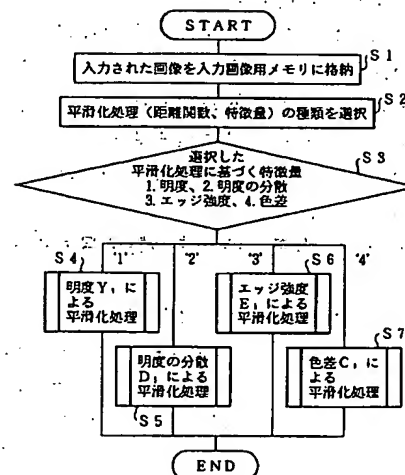 START
S1
入力された画像を入力画像用メモリに格納
S2
平滑化処理（距離関数、特徴量）の種類を選択
S3
選択した
平滑化処理に基づく特徴量
1.明度、2.明度の分散
3.エッジ強度、4.色差
S4
'1'
'2'
'3'
S6
'4'
明度Yiに
よる
平滑化処理
エッジ強度
Eiによる
平滑化処理
S7
明度の分散
Diによる
平滑化処理
色差Ciに
よる
平滑化処理
S5
END